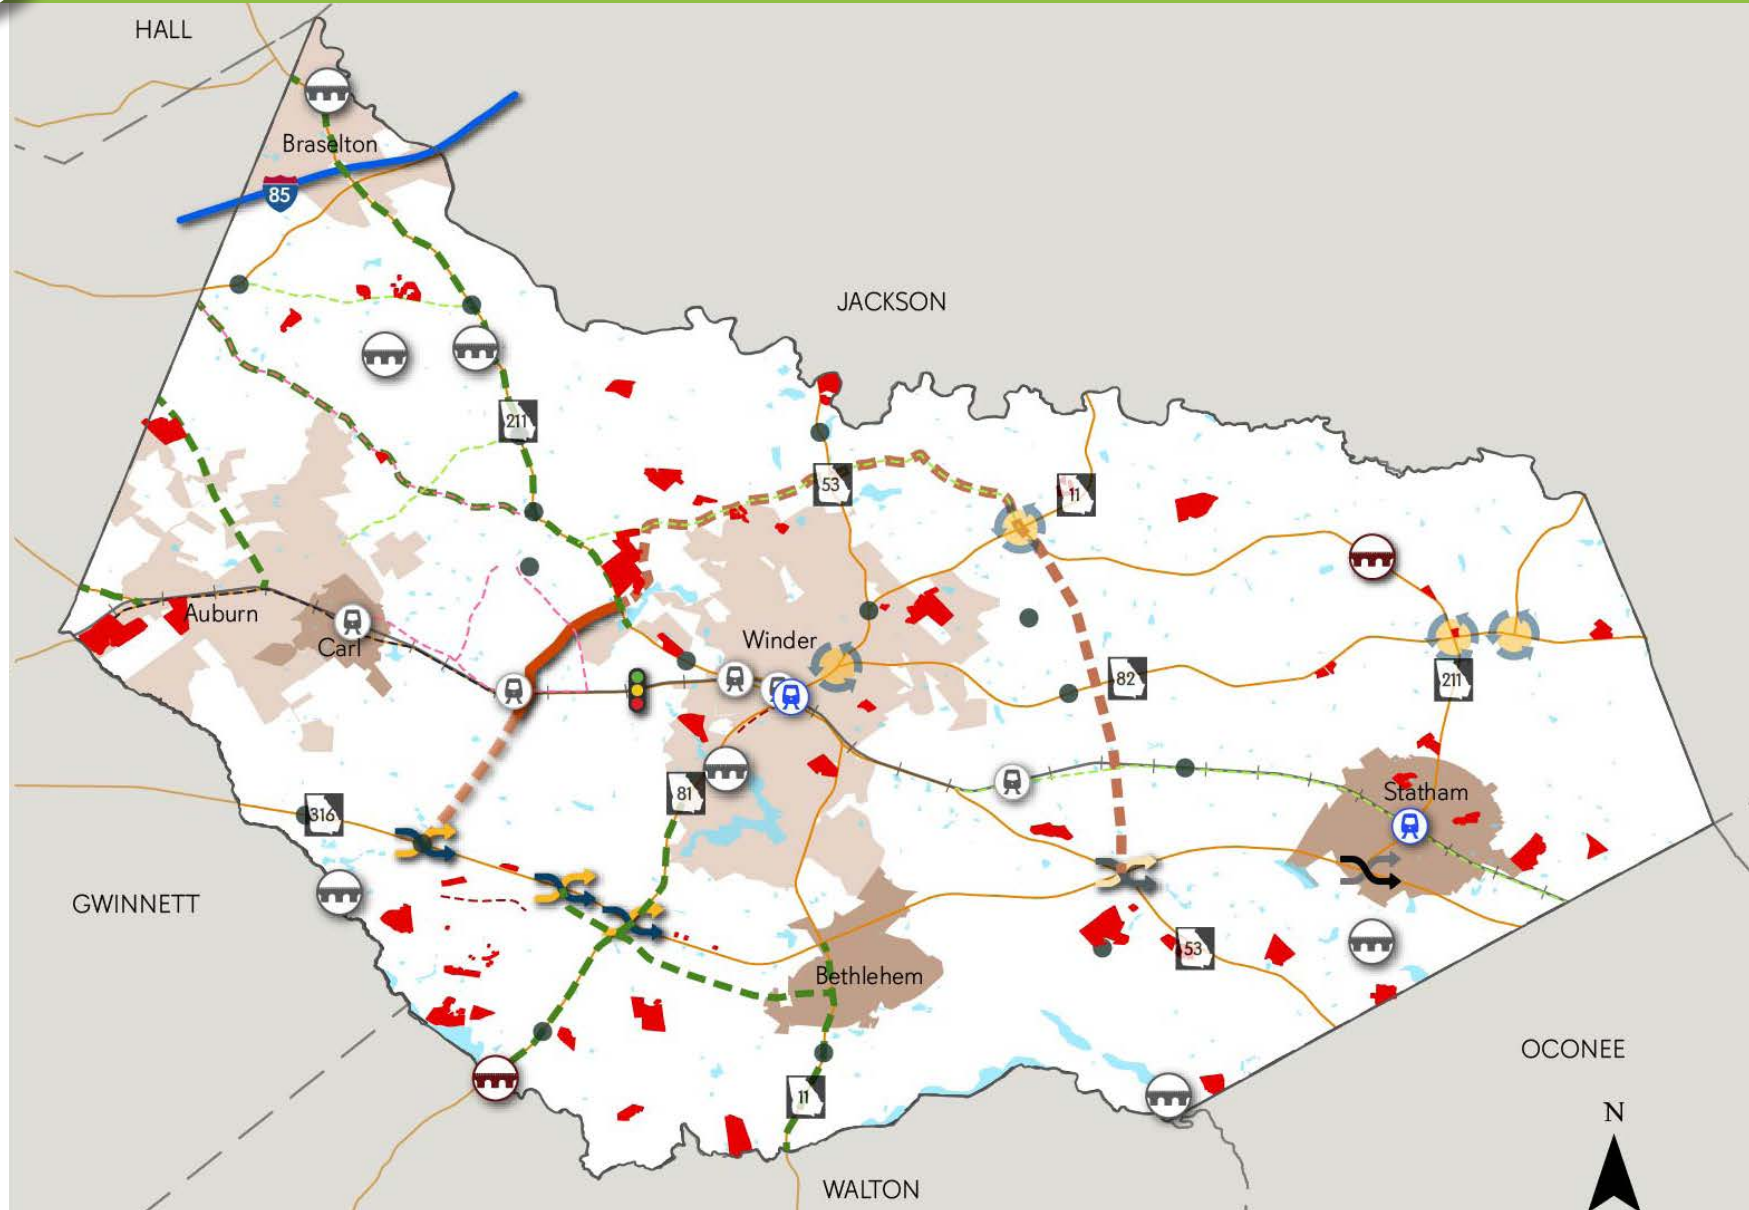 HALL
Braselton
85
JACKSON
211
53
11
Auburn
Carl
Winder
82
211
81
316
Statham
GWINNETT
53
Bethlehem
11
OCONEE
N
WALTON